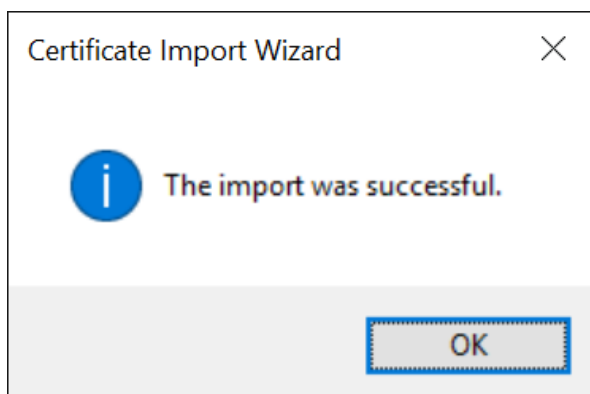 Certificate Import Wizard
The import was successful.
OK